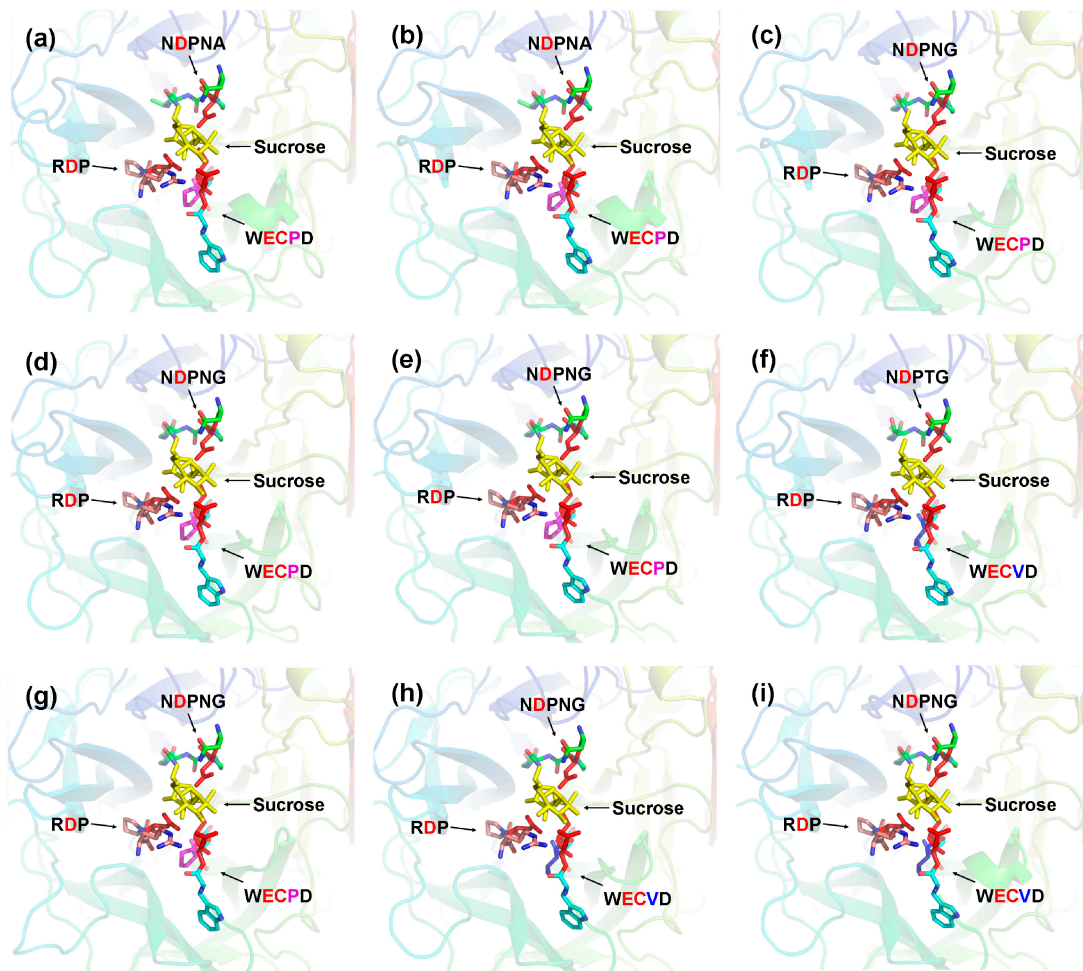 (a)
NDPNA
RDP
Sucrose
WECPD
(b)
NDPNA
RDP
Sucrose
WECPD
(c)
NDPNG
RDP
Sucrose
WECPD
(d)
NDPNG
RDP
Sucrose
WECPD
(e)
NDPNG
RDP
Sucrose
WECPD
(f)
NDPTG
RDP
Sucrose
WECVD
(g)
NDPNG
RDP
Sucrose
WECPD
(h)
NDPNG
RDP
Sucrose
WECVD
(i)
NDPNG
RDP
Sucrose
WECVD